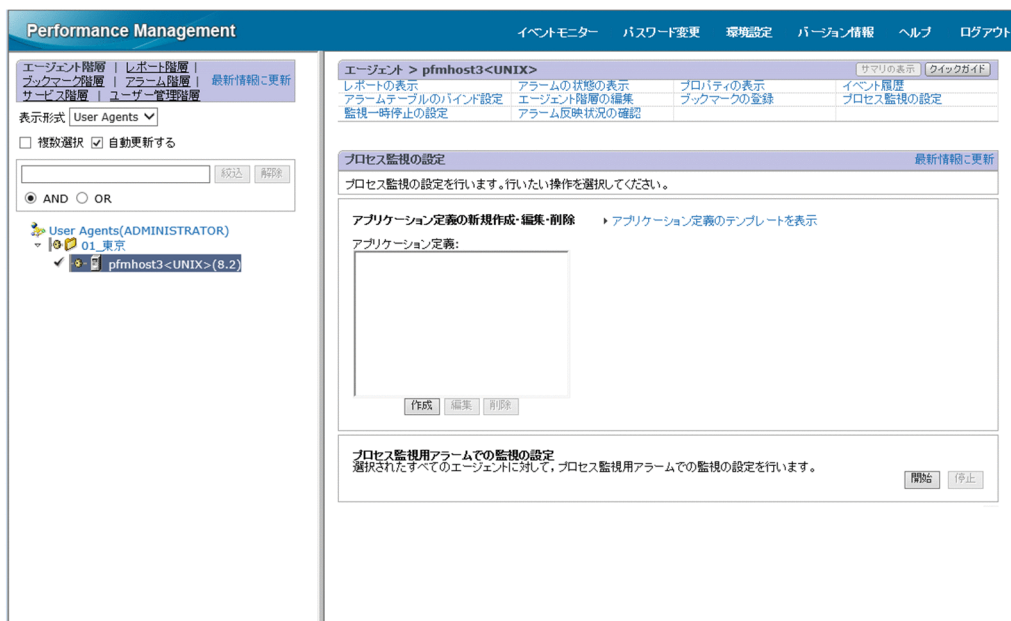 Performance Management
イベントモニター パスワード変更 環境設定 バージョン情報 ヘルプ ログアウト
エージェント階層 | レポート階層 |
ブックマーク階層 | アラーム階層 | 最新情報に更新
サービス階層 | ユーザー管理階層
表示形式 User Agents
複数選択 自動更新する
絞込 解除
AND OR
User Agents(ADMINISTRATOR)
01_東京
pfmhost3<UNIX>(8.2)
エージェント > pfmhost3<UNIX> サマリの表示 クイックガイド
レポートの表示 アラームの状態の表示 プロパティの表示 イベント履歴
アラームテーブルのバインド設定 エージェント階層の編集 ブックマークの登録 プロセス監視の設定
監視一時停止の設定 アラーム反映状況の確認
プロセス監視の設定 最新情報に更新
プロセス監視の設定を行います。行いたい操作を選択してください。
アプリケーション定義の新規作成・編集・削除 アプリケーション定義のテンプレートを表示
アプリケーション定義:
作成 編集 削除
プロセス監視用アラームでの監視の設定
選択されたすべてのエージェントに対して,プロセス監視用アラームでの監視の設定を行います。
開始 停止